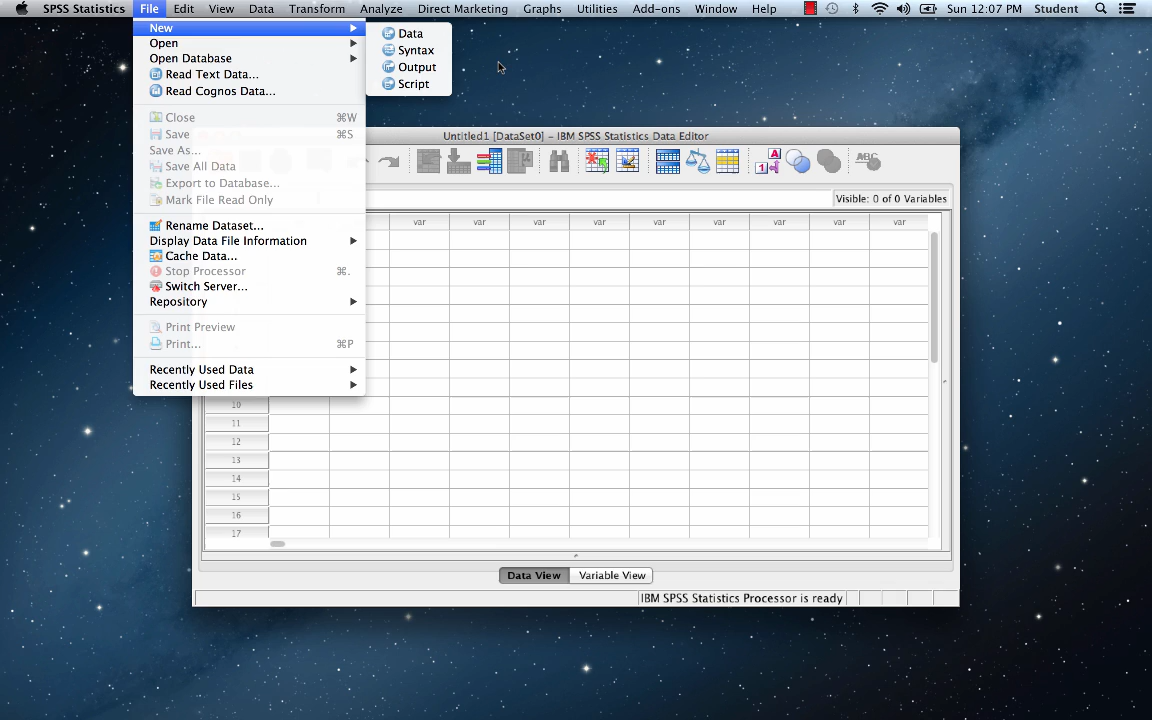 SPSS Statistics File Edit View Data Transform Analyze Direct Marketing Graphs Utilities Add-ons Window Help Sun 12:07 PM Student
New
Open
Open Database
Read Text Data...
Read Cognos Data...
Close ⌘W
Save ⌘S
Save As...
Save All Data
Export to Database...
Mark File Read Only
Rename Dataset...
Display Data File Information
Cache Data...
Stop Processor ⌘.
Switch Server...
Repository
Print Preview
Print... ⌘P
Recently Used Data
Recently Used Files
Data
Syntax
Output
Script
Untitled1 [DataSet0] – IBM SPSS Statistics Data Editor
A
1 4
ABC
Visible: 0 of 0 Variables
var var var var var var var var var
10
11
12
13
14
15
16
17
Data View Variable View
IBM SPSS Statistics Processor is ready